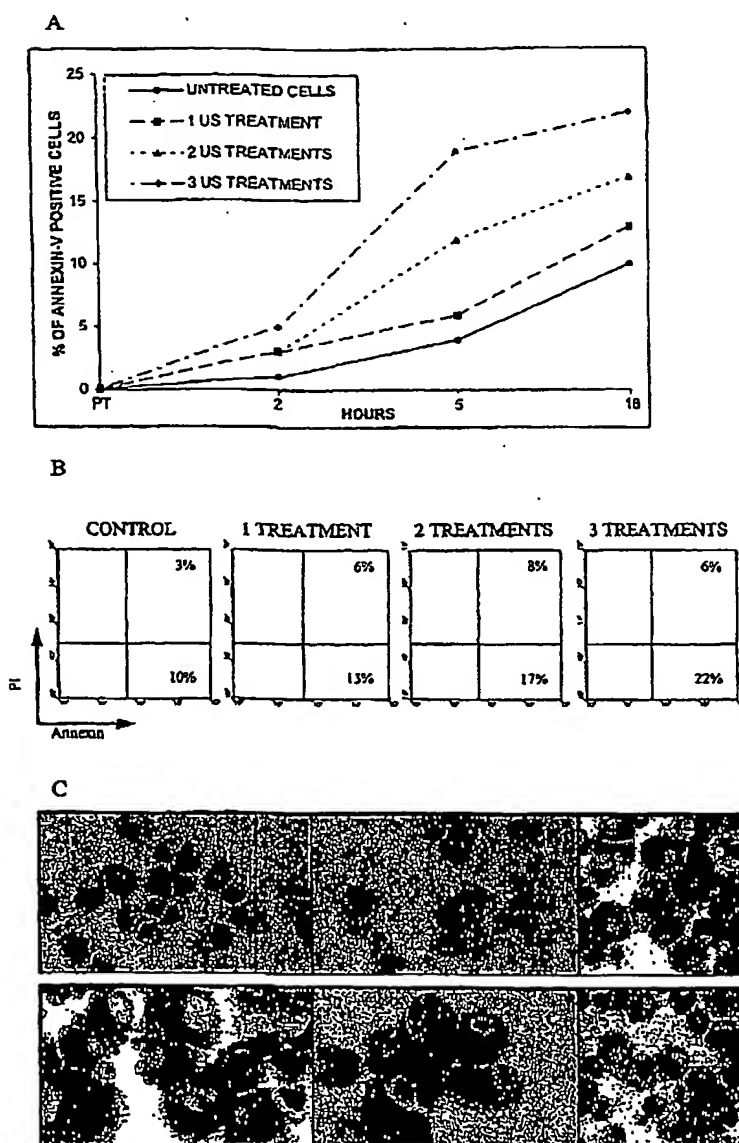 A
25
20
15
10
5
0
% OF ANNEXIN-V POSITIVE CELLS
UNTREATED CELLS
1 US TREATMENT
2 US TREATMENTS
3 US TREATMENTS
PT 2 5 18
HOURS
B
CONTROL 1 TREATMENT 2 TREATMENTS 3 TREATMENTS
3% 6% 8% 6%
10% 13% 17% 22%
PI
Annexin
C